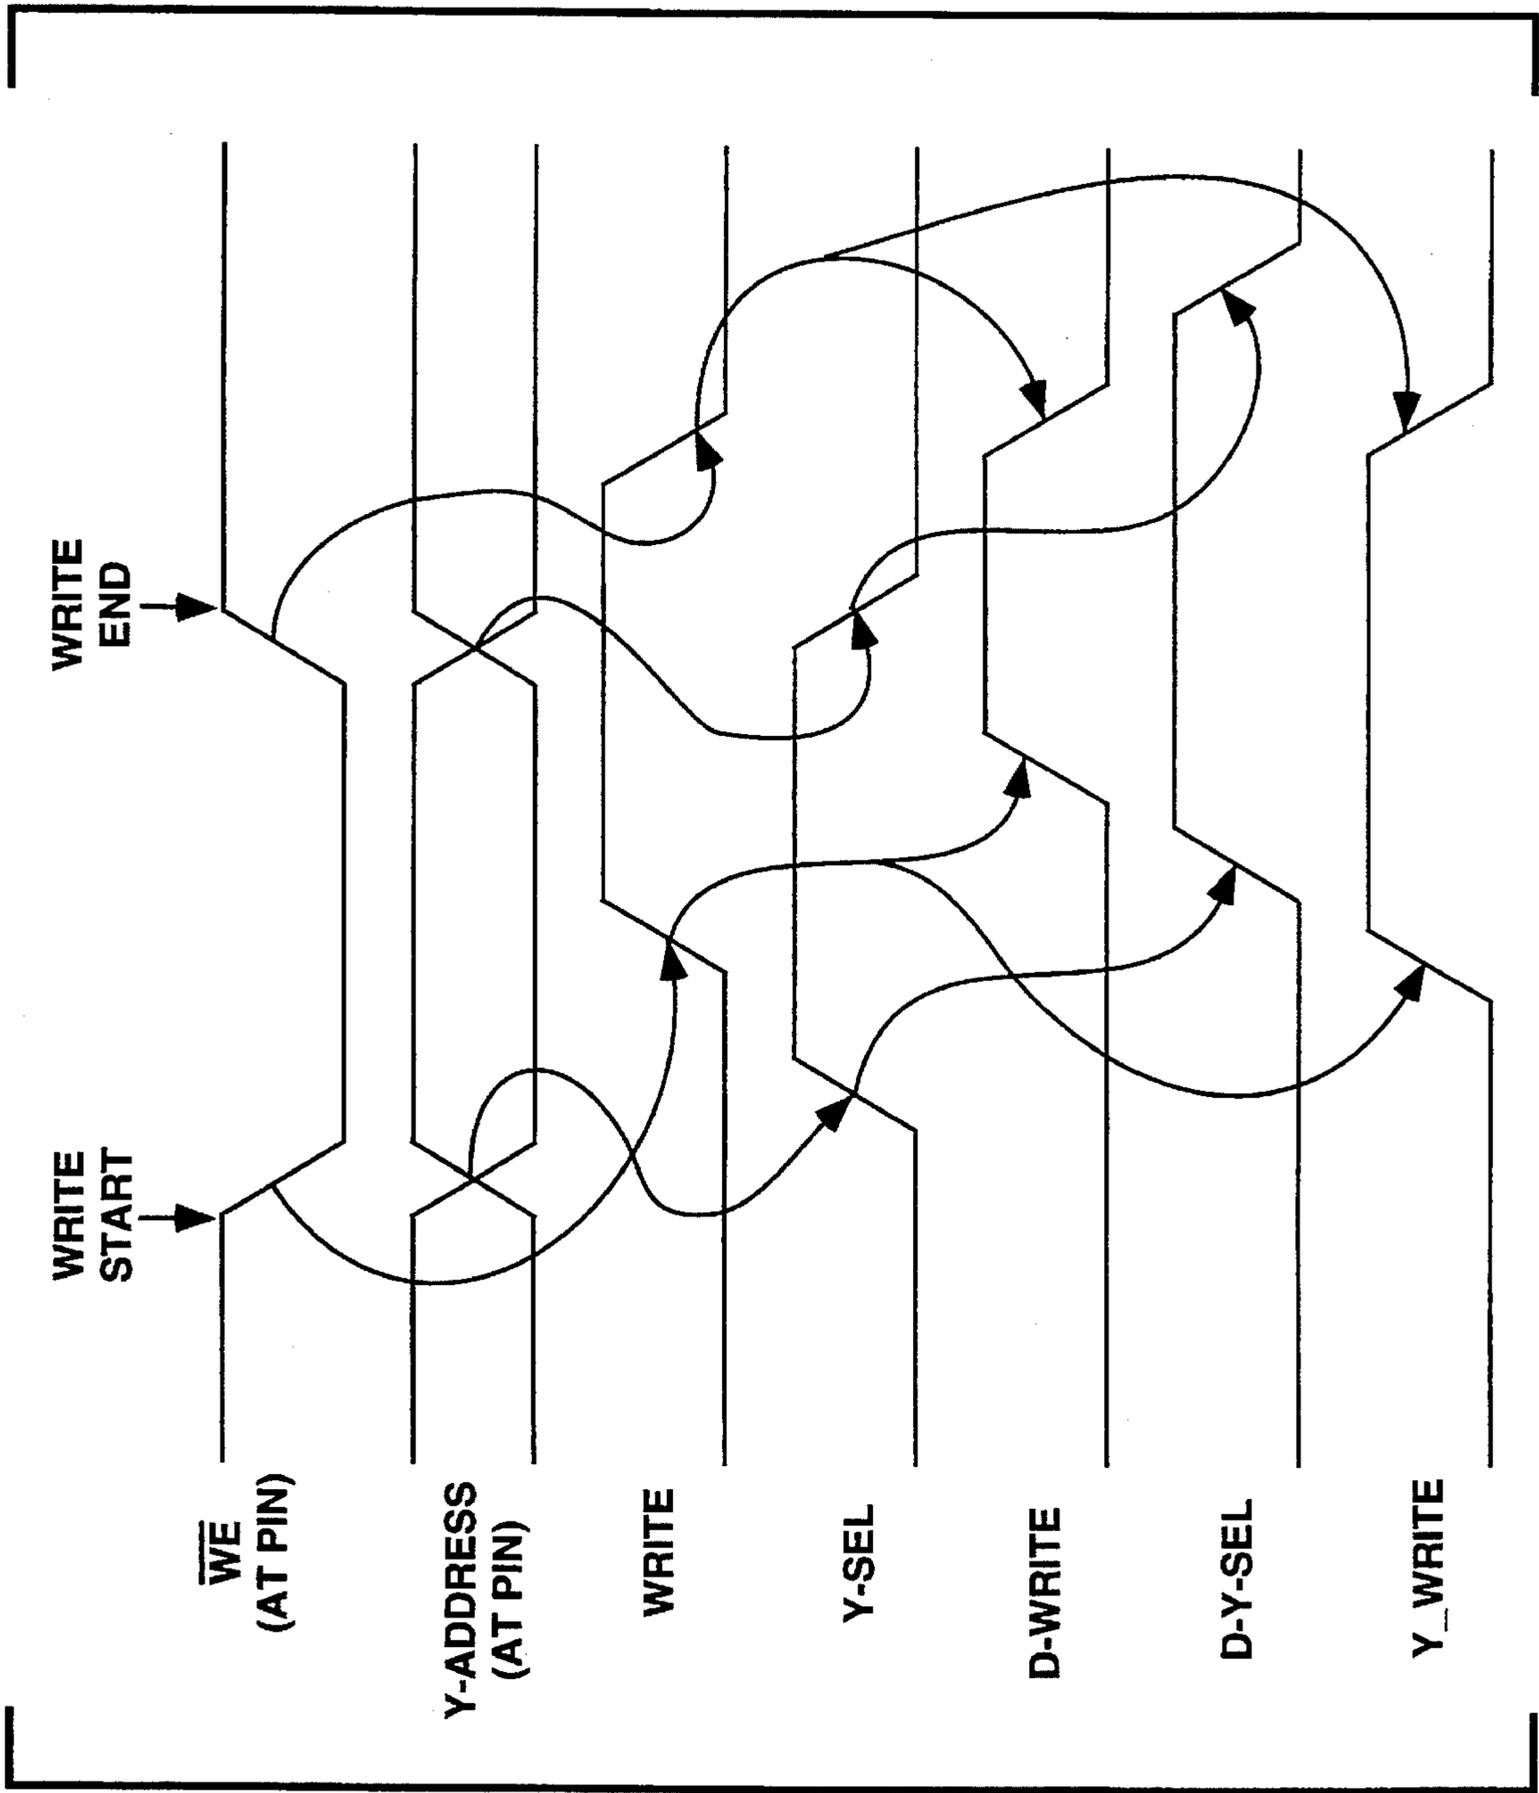 WRITE
START
WRITE
END
WE
(AT PIN)
Y-ADDRESS
(AT PIN)
WRITE
Y-SEL
D-WRITE
D-Y-SEL
Y_WRITE